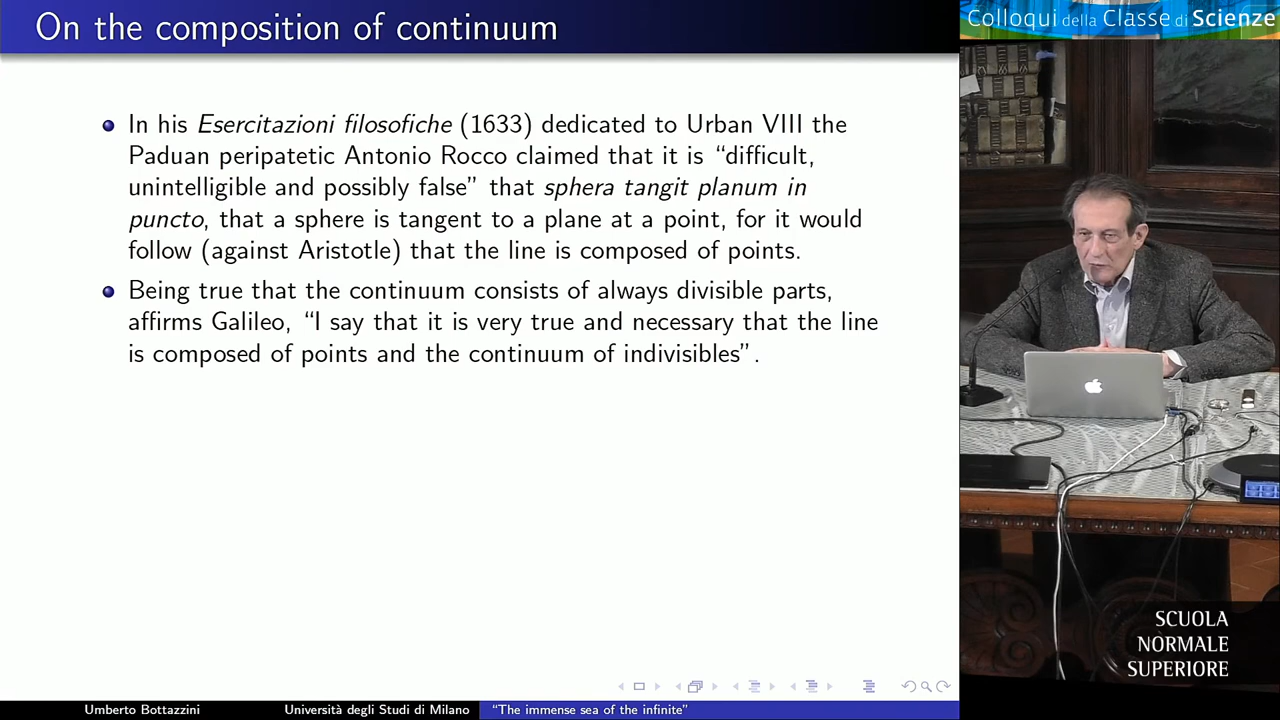 On the composition of continuum
In his Esercitazioni filosofiche (1633) dedicated to Urban VIII the
Paduan peripatetic Antonio Rocco claimed that it is “difficult,
unintelligible and possibly false” that sphera tangit planum in
puncto, that a sphere is tangent to a plane at a point, for it would
follow (against Aristotle) that the line is composed of points.
Being true that the continuum consists of always divisible parts,
affirms Galileo, “I say that it is very true and necessary that the line
is composed of points and the continuum of indivisibles”.
Umberto Bottazzini
Università degli Studi di Milano
“The immense sea of the infinite”
Colloqui della Classe di Scienze
SCUOLA
NORMALE
SUPERIORE